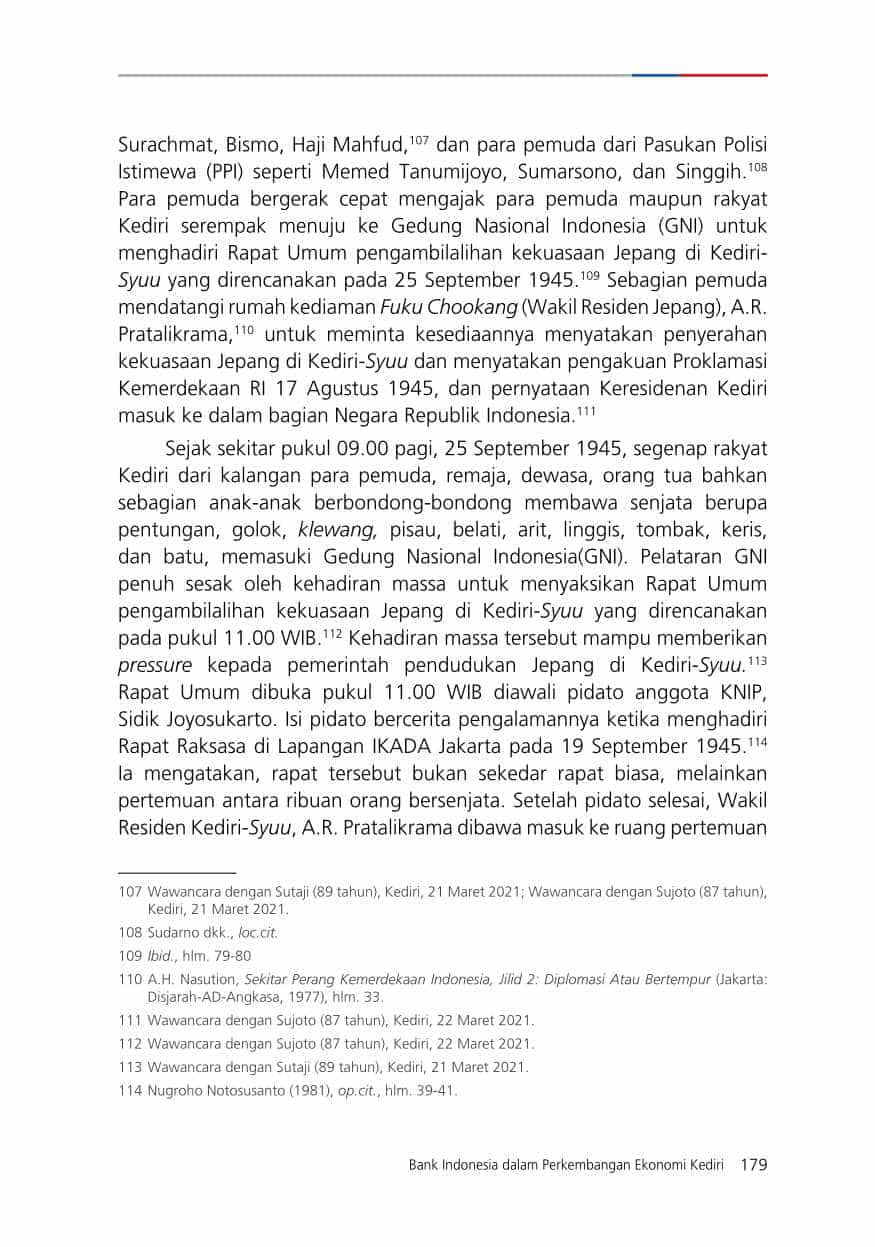 Surachmat, Bismo, Haji Mahfud,107 dan para pemuda dari Pasukan Polisi
Istimewa (PPI) seperti Memed Tanumijoyo, Sumarsono, dan Singgih.108
Para pemuda bergerak cepat mengajak para pemuda maupun rakyat
Kediri serempak menuju ke Gedung Nasional Indonesia (GNI) untuk
menghadiri Rapat Umum pengambilalihan kekuasaan Jepang di Kediri-
Syuu yang direncanakan pada 25 September 1945.109 Sebagian pemuda
mendatangi rumah kediaman Fuku Chookang (Wakil Residen Jepang), A.R.
Pratalikrama,110 untuk meminta kesediaannya menyatakan penyerahan
kekuasaan Jepang di Kediri-Syuu dan menyatakan pengakuan Proklamasi
Kemerdekaan RI 17 Agustus 1945, dan pernyataan Keresidenan Kediri
masuk ke dalam bagian Negara Republik Indonesia.111
Sejak sekitar pukul 09.00 pagi, 25 September 1945, segenap rakyat
Kediri dari kalangan para pemuda, remaja, dewasa, orang tua bahkan
sebagian anak-anak berbondong-bondong membawa senjata berupa
pentungan, golok, klewang, pisau, belati, arit, linggis, tombak, keris,
dan batu, memasuki Gedung Nasional Indonesia(GNI). Pelataran GNI
penuh sesak oleh kehadiran massa untuk menyaksikan Rapat Umum
pengambilalihan kekuasaan Jepang di Kediri-Syuu yang direncanakan
pada pukul 11.00 WIB.112 Kehadiran massa tersebut mampu memberikan
pressure kepada pemerintah pendudukan Jepang di Kediri-Syuu.113
Rapat Umum dibuka pukul 11.00 WIB diawali pidato anggota KNIP,
Sidik Joyosukarto. Isi pidato bercerita pengalamannya ketika menghadiri
Rapat Raksasa di Lapangan IKADA Jakarta pada 19 September 1945.114
Ia mengatakan, rapat tersebut bukan sekedar rapat biasa, melainkan
pertemuan antara ribuan orang bersenjata. Setelah pidato selesai, Wakil
Residen Kediri-Syuu, A.R. Pratalikrama dibawa masuk ke ruang pertemuan
107 Wawancara dengan Sutaji (89 tahun), Kediri, 21 Maret 2021; Wawancara dengan Sujoto (87 tahun),
Kediri, 21 Maret 2021.
108 Sudarno dkk., loc.cit.
109 Ibid., hlm. 79-80
110 A.H. Nasution, Sekitar Perang Kemerdekaan Indonesia, Jilid 2: Diplomasi Atau Bertempur (Jakarta:
Disjarah-AD-Angkasa, 1977), hlm. 33.
111 Wawancara dengan Sujoto (87 tahun), Kediri, 22 Maret 2021.
112 Wawancara dengan Sujoto (87 tahun), Kediri, 22 Maret 2021.
113 Wawancara dengan Sutaji (89 tahun), Kediri, 21 Maret 2021.
114 Nugroho Notosusanto (1981), op.cit., hlm. 39-41.
Bank Indonesia dalam Perkembangan Ekonomi Kediri 179